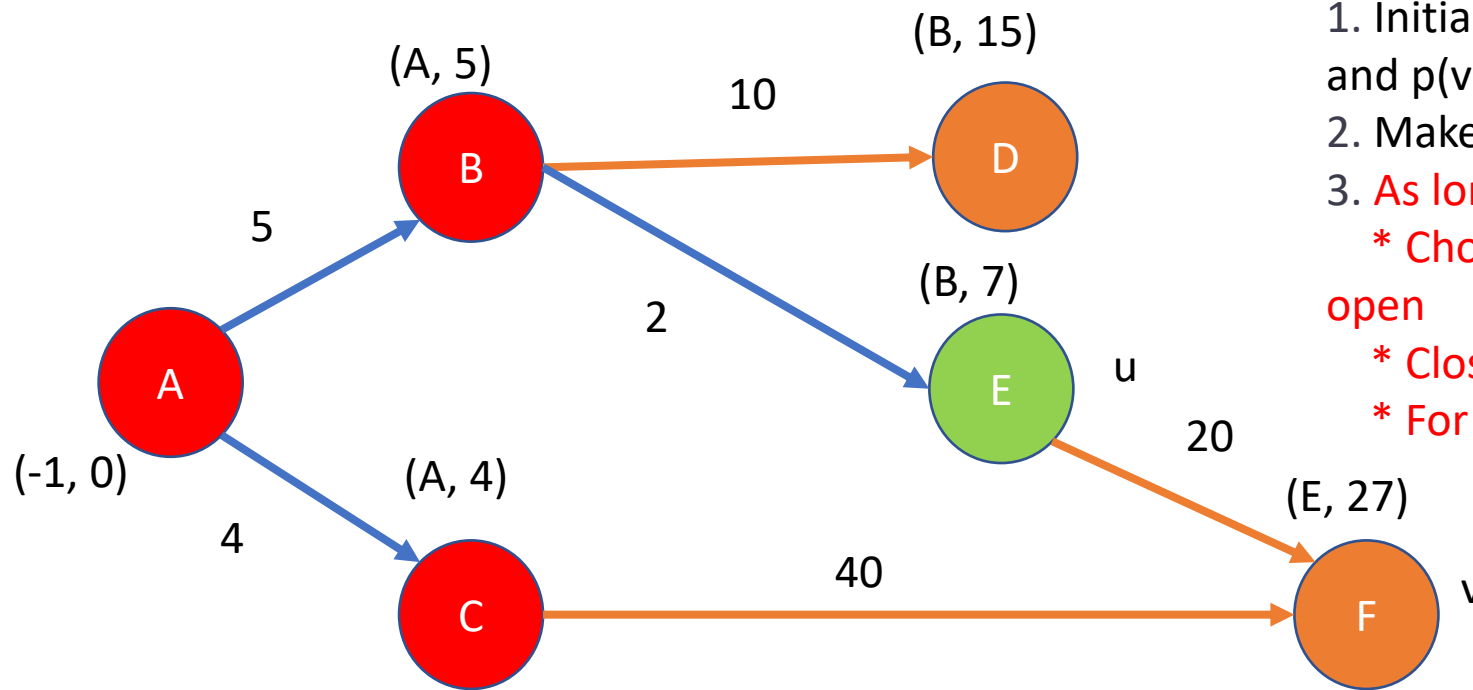 (B, 15)
(A, 5)
10
B
D
5
(B, 7)
2
A
E
u
20
(-1, 0)
(A, 4)
(E, 27)
4
40
C
F
1. Initia
and p(v
2. Make
3. As lor
* Cho
open
* Clos
* For